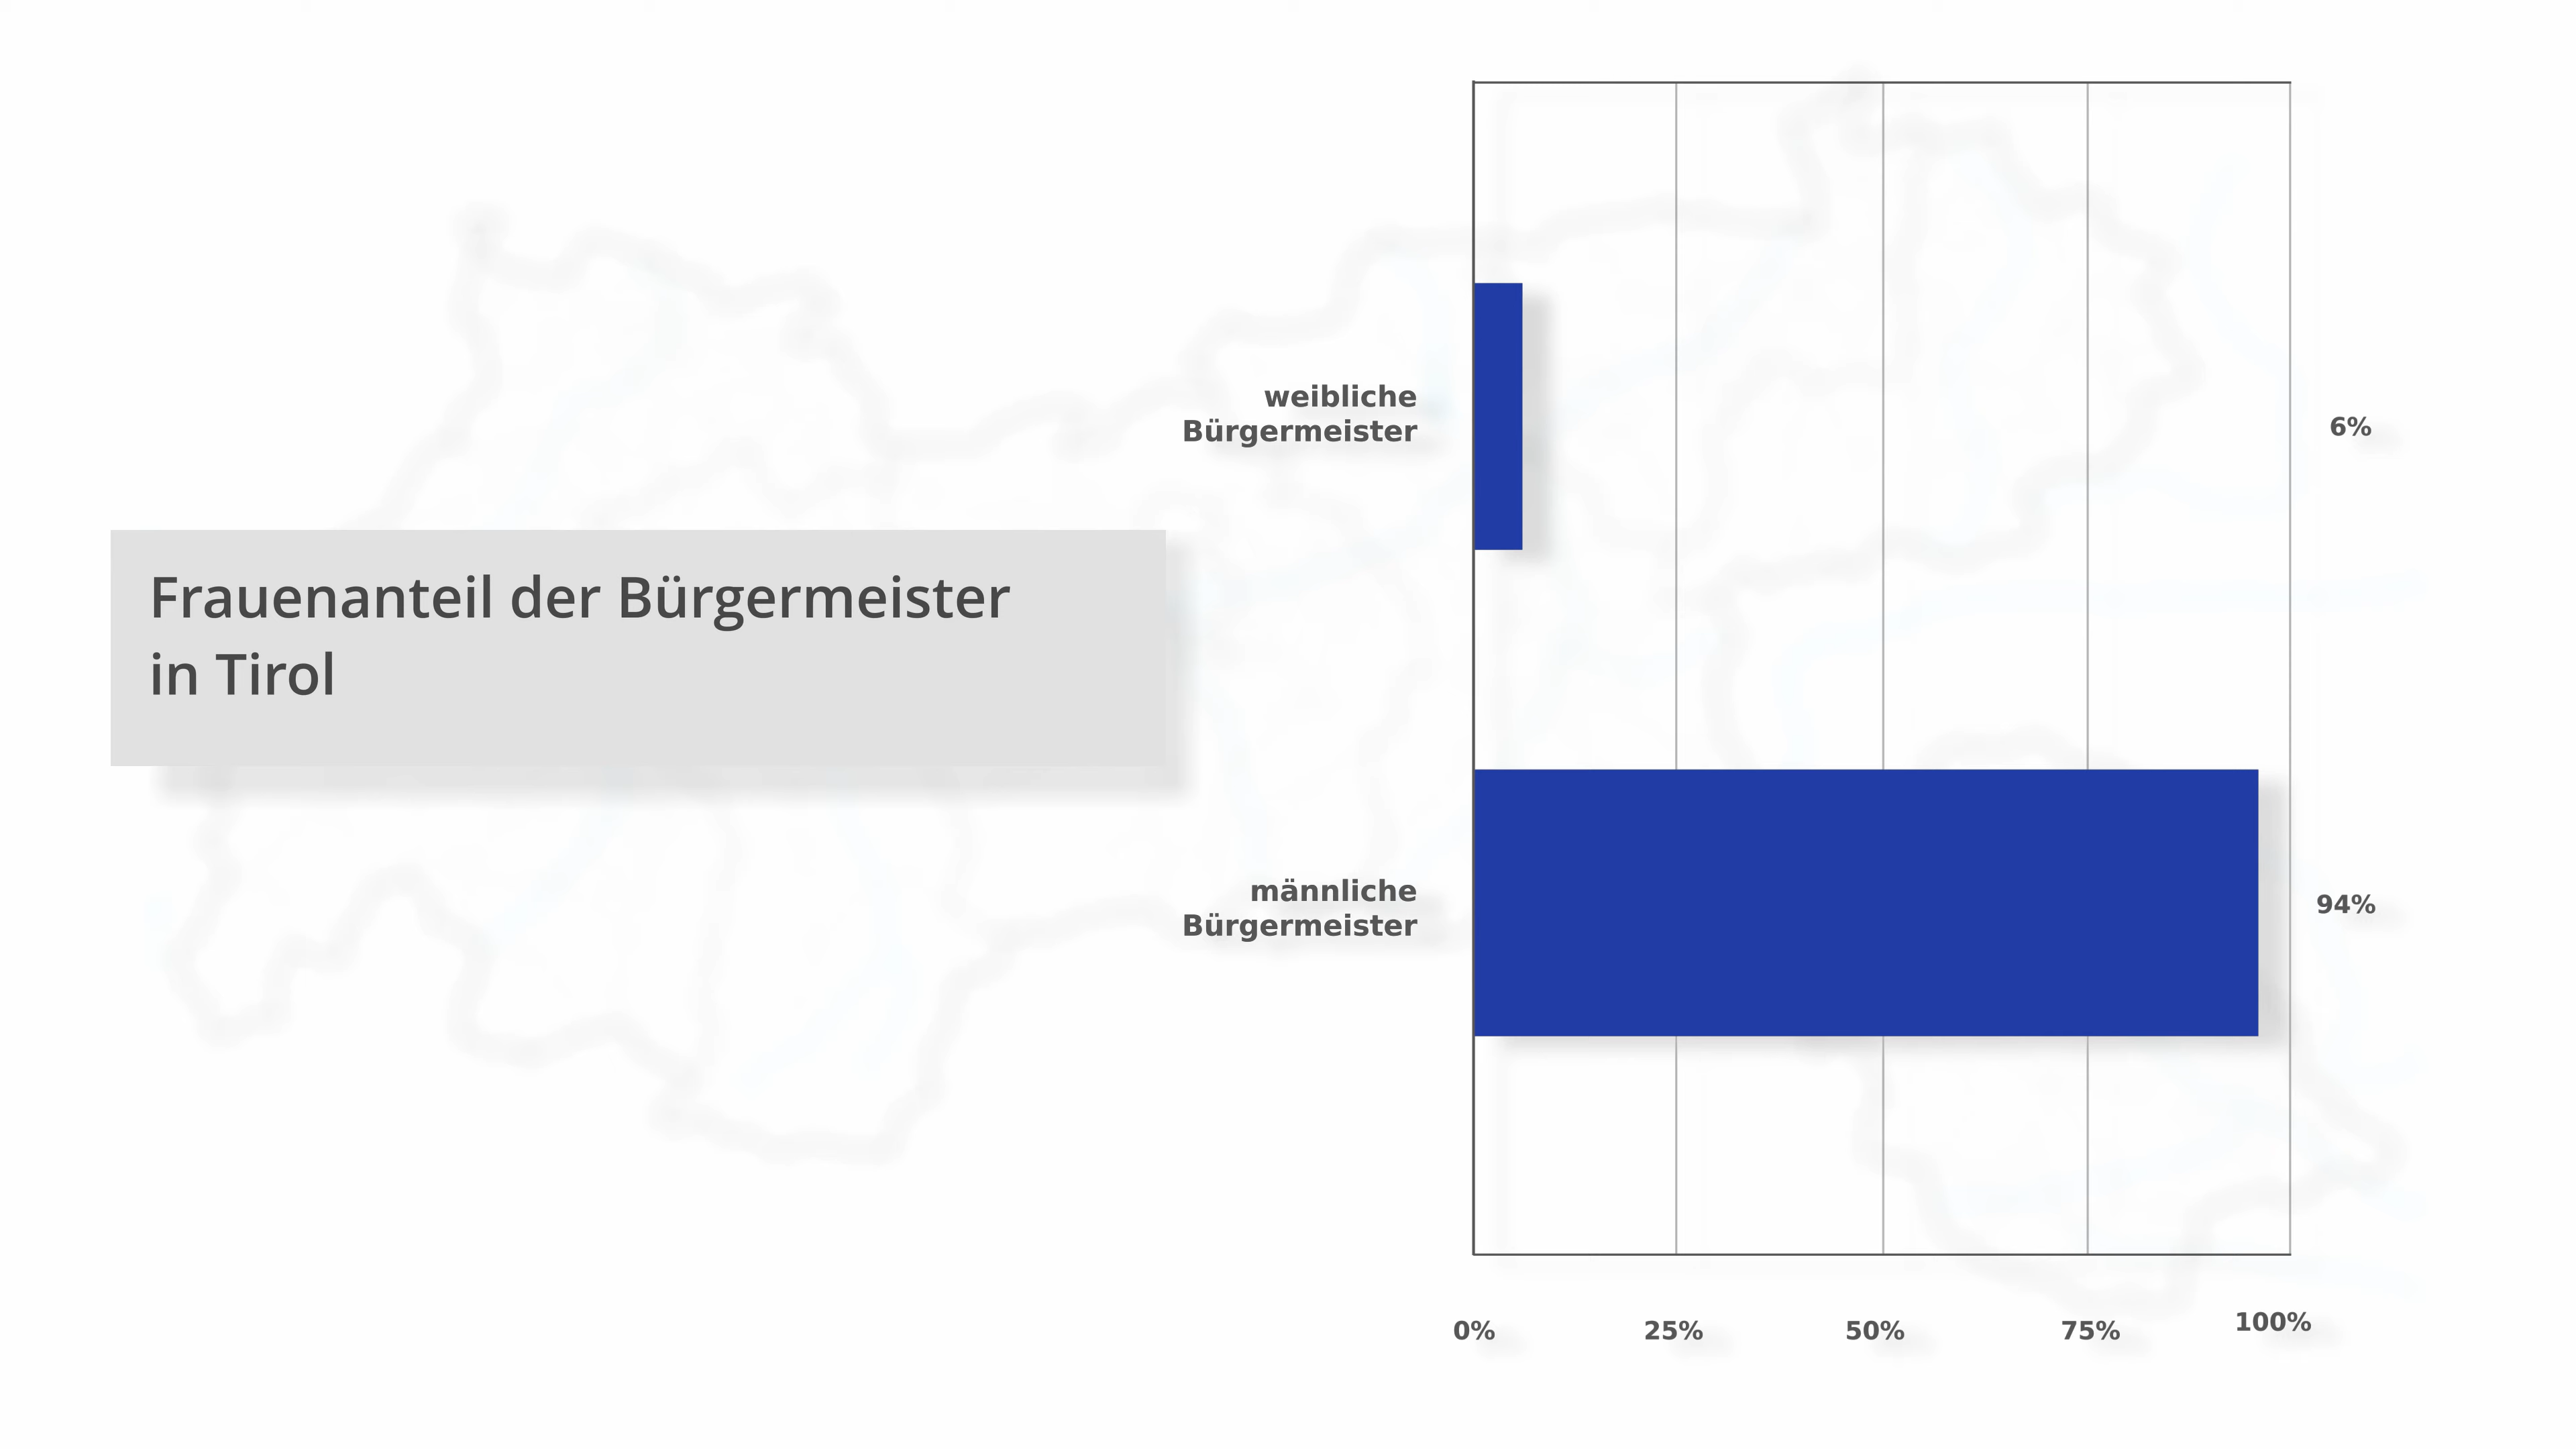 Frauenanteil der Bürgermeister
in Tirol
weibliche
Bürgermeister
6%
männliche
Bürgermeister
94%
0%
25%
50%
75%
100%